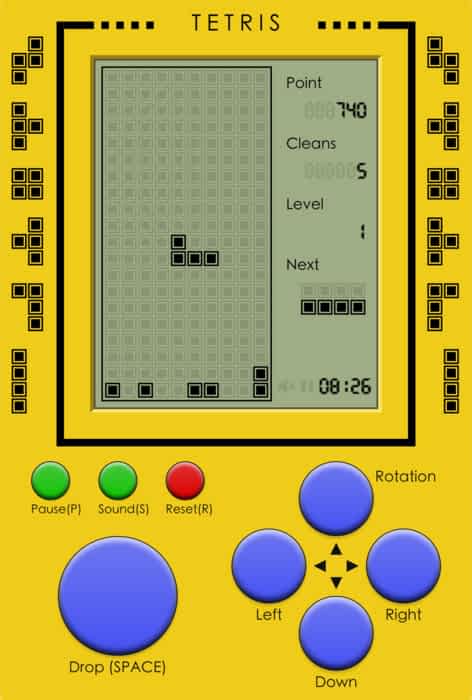 TETRIS
Point
740
Cleans
5
Level
1
Next
08:26
Pause(P) Sound(S) Reset(R)
Rotation
Left
Right
Drop (SPACE)
Down